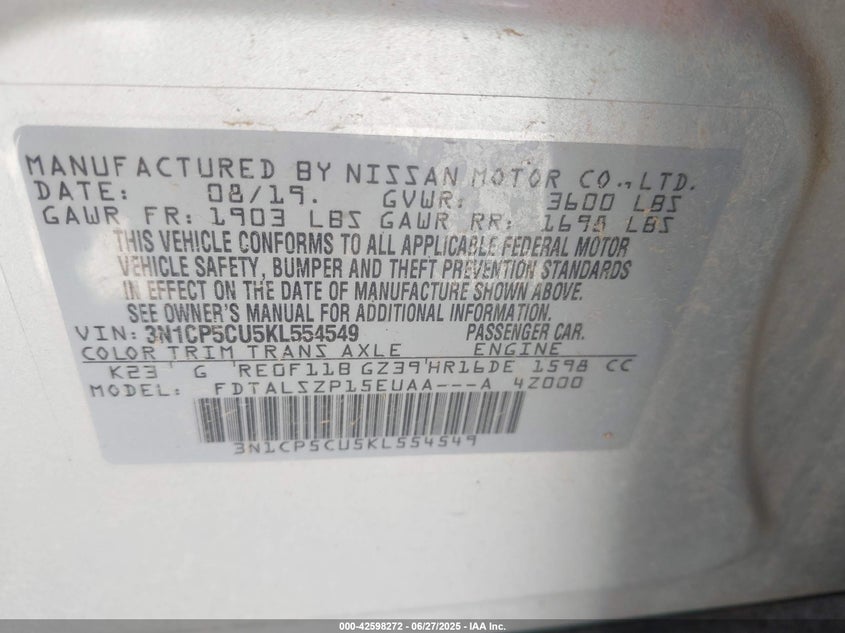 MANUFACTURED BY NISSAN MOTOR CO., LTD.
DATE: 08/19. GVWR: 3600 LBS
GAWR FR: 1903 LBS GAWR RR: 1698 LBS
THIS VEHICLE CONFORMS TO ALL APPLICABLE FEDERAL MOTOR
VEHICLE SAFETY, BUMPER AND THEFT PREVENTION STANDARDS
IN EFFECT ON THE DATE OF MANUFACTURE SHOWN ABOVE.
SEE OWNER'S MANUAL FOR ADDITIONAL INFORMATION.
VIN: 3N1CP5CU5KL554549 PASSENGER CAR.
COLOR TRIM TRANS AXLE ENGINE
K23 G RE0F11B GZ39 HR16DE 1598 CC
MODEL: FDTALSZP15EUAA---A 4Z000
3N1CP5CU5KL554549
000-42598272 | 06/27/2025 - IAA Inc.